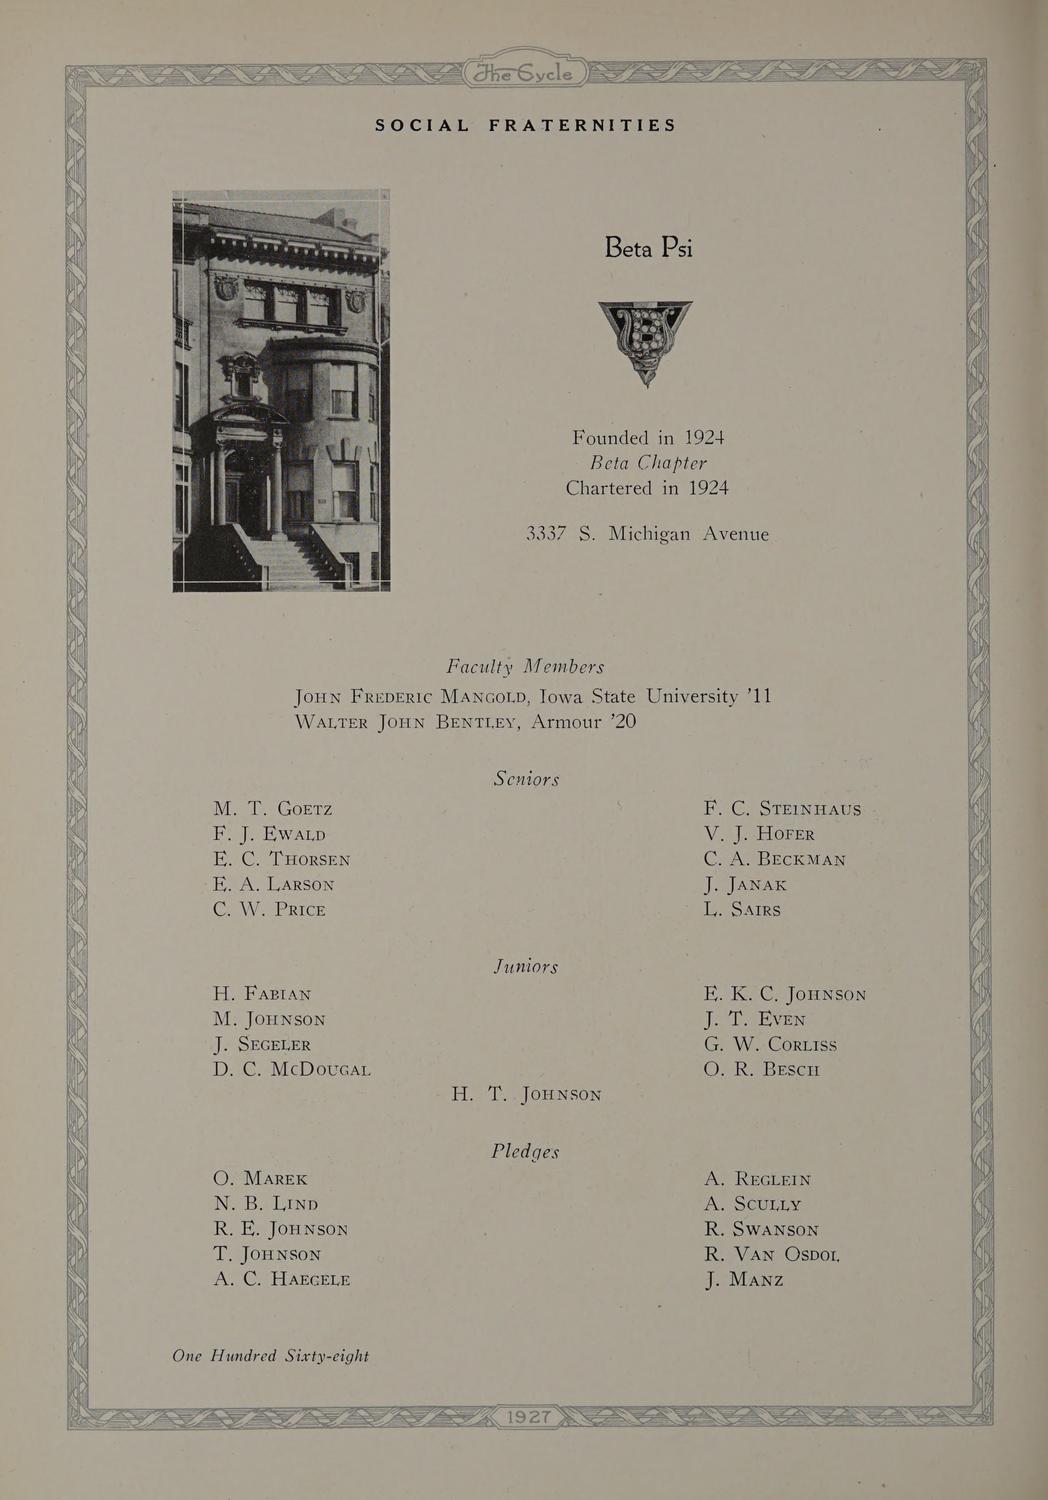 The Cycle
SOCIAL FRATERNITIES
Beta Psi
Founded in 1924
Beta Chapter
Chartered in 1924
3337 S. Michigan Avenue
Faculty Members
JOHN FREDERIC MANGOLD, Iowa State University '11
WALTER JOHN BENTLEY, Armour '20
Seniors
M. T. GOETZ
F. J. EWALD
E. C. THORSEN
E. A. LARSON
C. W. PRICE
F. C. STEINHAUS
V. J. HOFER
C. A. BECKMAN
J. JANAK
L. SAIRS
Juniors
H. FABIAN
M. JOHNSON
J. SEGELER
D. C. MCDOUGAL
E. K. C. JOHNSON
J. T. EVEN
G. W. CORLISS
O. R. BESCH
H. T. JOHNSON
Pledges
O. MAREK
N. B. LIND
R. E. JOHNSON
T. JOHNSON
A. C. HAEGELE
A. REGLEIN
A. SCULLY
R. SWANSON
R. VAN OSDOL
J. MANZ
One Hundred Sixty-eight
1927